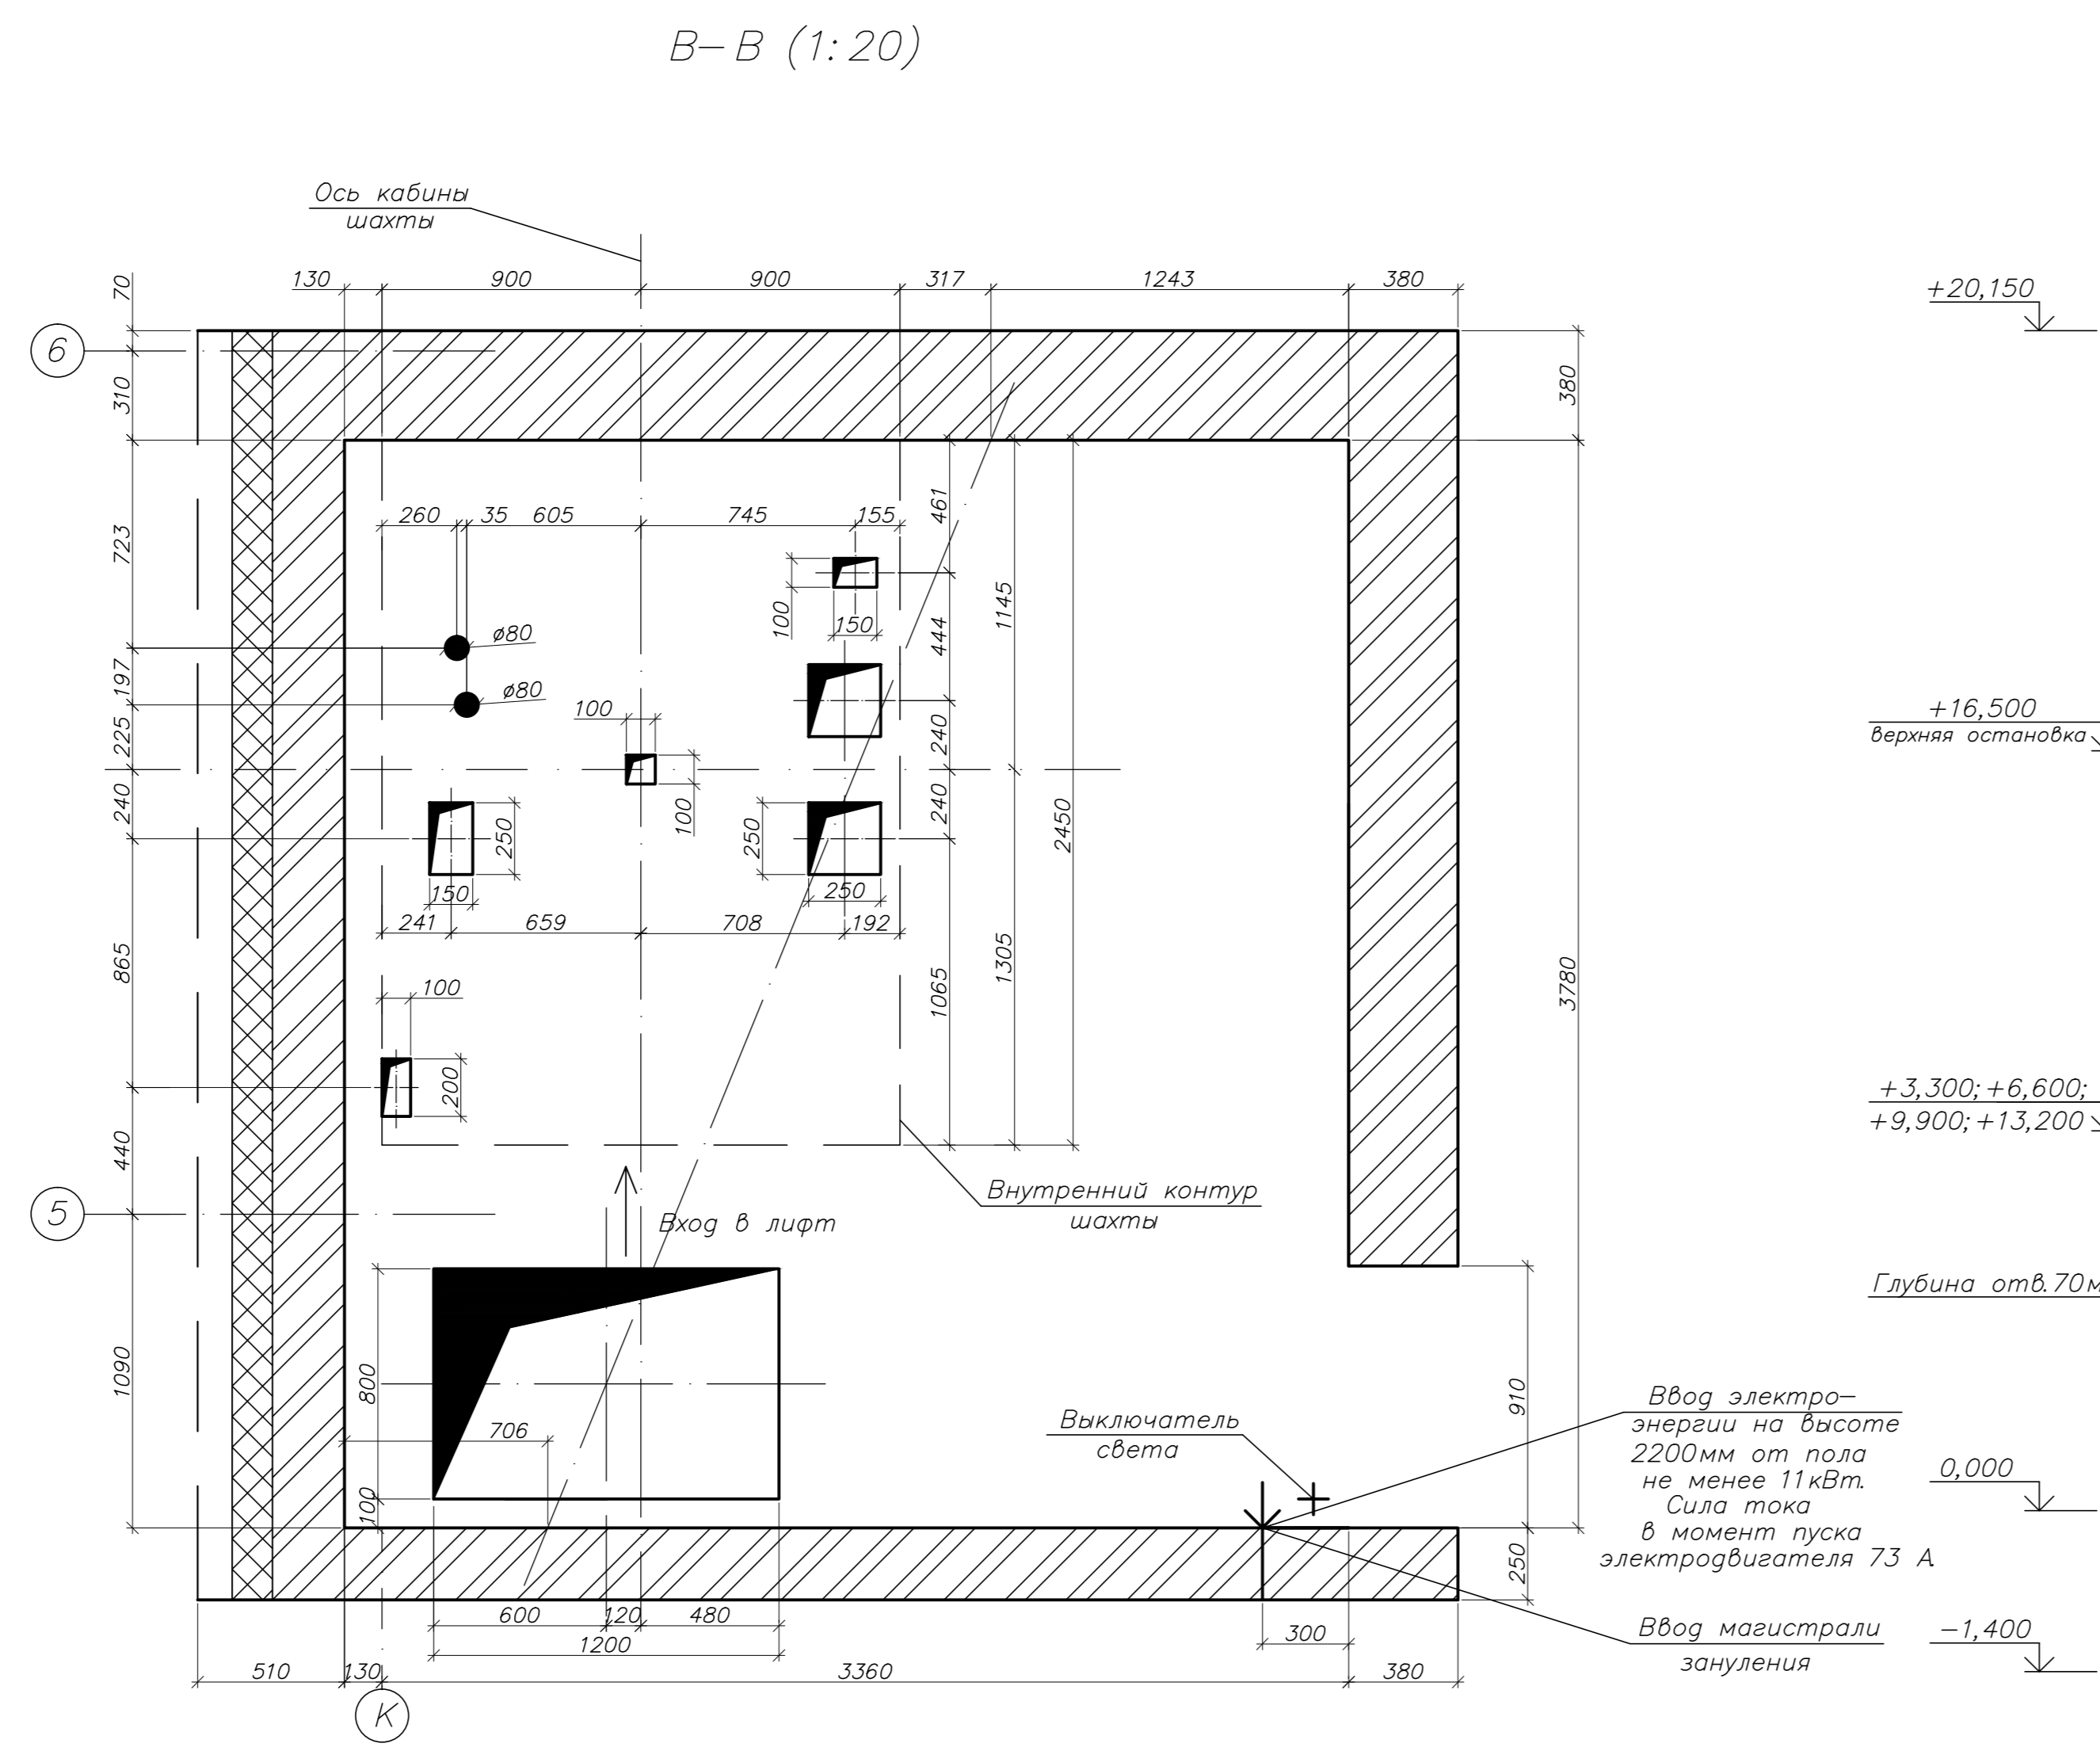 В–В (1:20)
Ось кабины
шахты
130 900 900 317 1243 380
70
6
310
380
723
260 35 605 745 155
461
1145
100
150
444
ø80
ø80
197
225
100
100
240
240
240
2450
250
150
250
250
241 659 708 192
865
1065
1305
3780
100
200
440
5
Внутренний контур
шахты
Вход в лифт
1090
800
706
100
910
250
Выключатель
света
Ввод электро–
энергии на высоте
2200мм от пола
не менее 11кВт.
Сила тока
в момент пуска
электродвигателя 73 А
Ввод магистрали
зануления
600 120 480
1200
300
510 130 3360 380
К
+20,150
+16,500
верхняя остановка
+3,300; +6,600;
+9,900; +13,200
Глубина отв.70м
0,000
–1,400